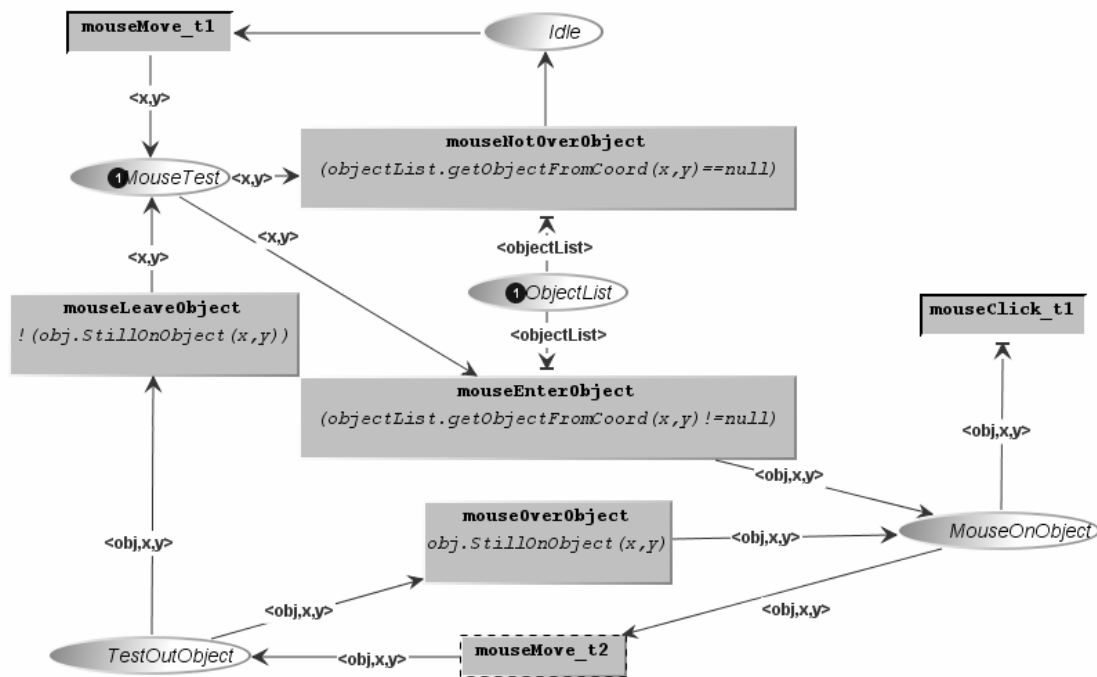 mouseMove_t1
Idle
<x,y>
mouseNotOverObject
(objectList.getObjectFromCoord(x,y)==null)
1
MouseTest
<x,y>
<x,y>
<objectList>
<x,y>
1
ObjectList
mouseLeaveObject
!(obj.StillOnObject(x,y))
mouseClick_t1
<objectList>
mouseEnterObject
(objectList.getObjectFromCoord(x,y)!=null)
<obj,x,y>
<obj,x,y>
mouseOverObject
obj.StillOnObject(x,y)
<obj,x,y>
MouseOnObject
<obj,x,y>
<obj,x,y>
<obj,x,y>
TestOutObject
<obj,x,y>
mouseMove_t2